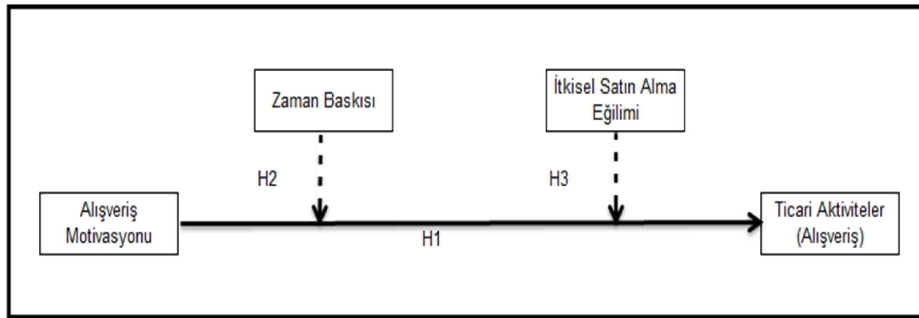 Zaman Baskısı
İtkisel Satın Alma
Eğilimi
H2
H3
Alışveriş
Motivasyonu
H1
Ticari Aktiviteler
(Alışveriş)